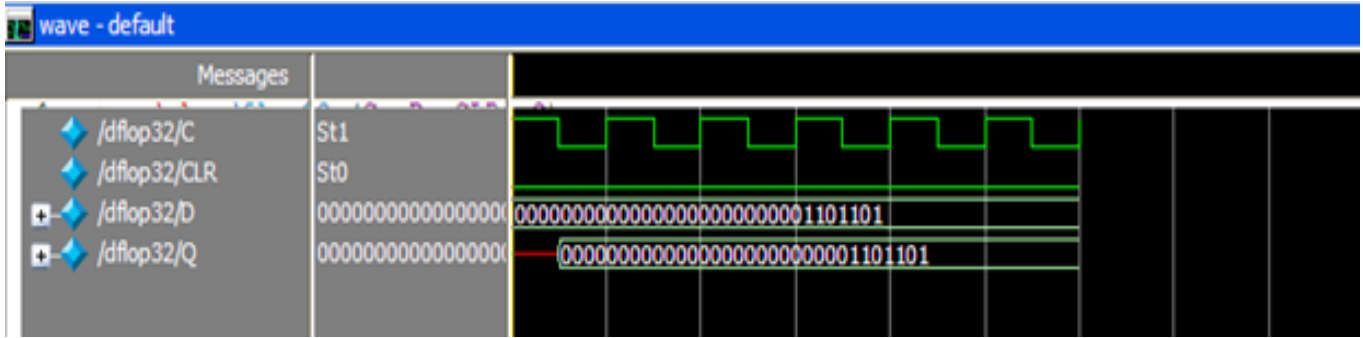 wave - default
Messages
/dflop32/C St1
/dflop32/CLR St0
/dflop32/D 0000000000000000 00000000000000000000000001101101
/dflop32/Q 0000000000000000 00000000000000000000000001101101